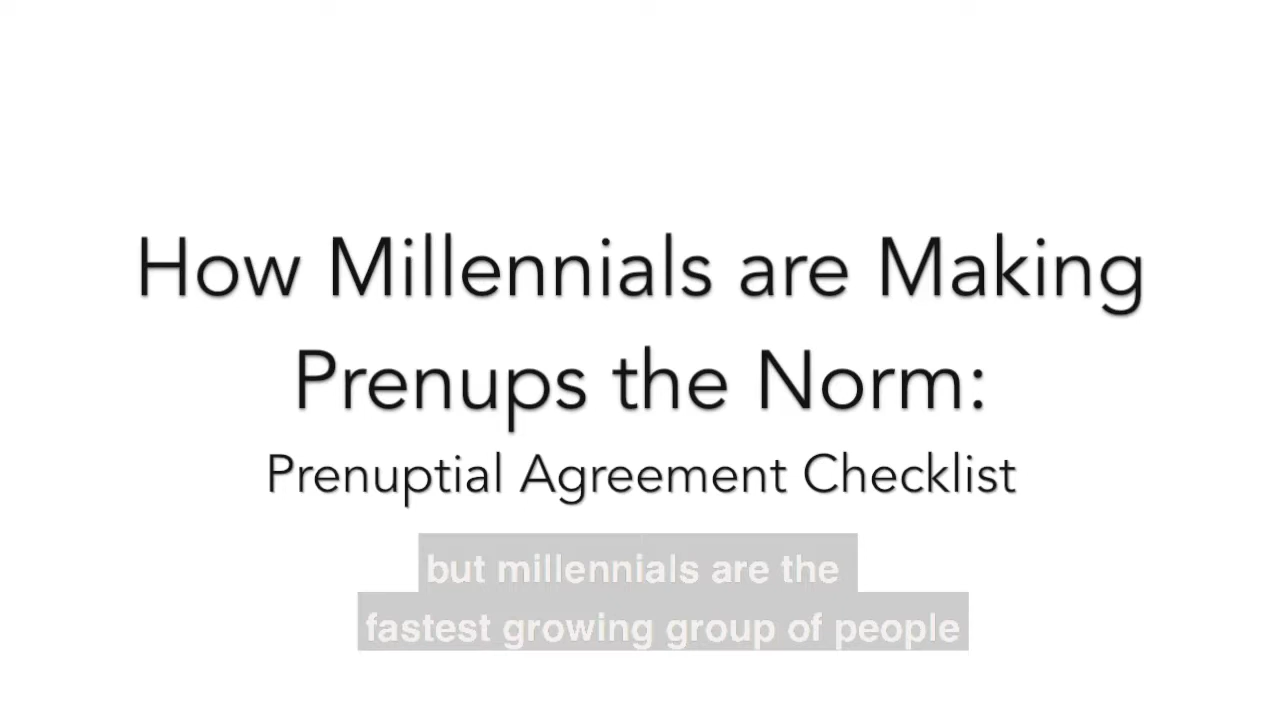 How Millennials are Making
Prenups the Norm:
Prenuptial Agreement Checklist
but millennials are the
fastest growing group of people